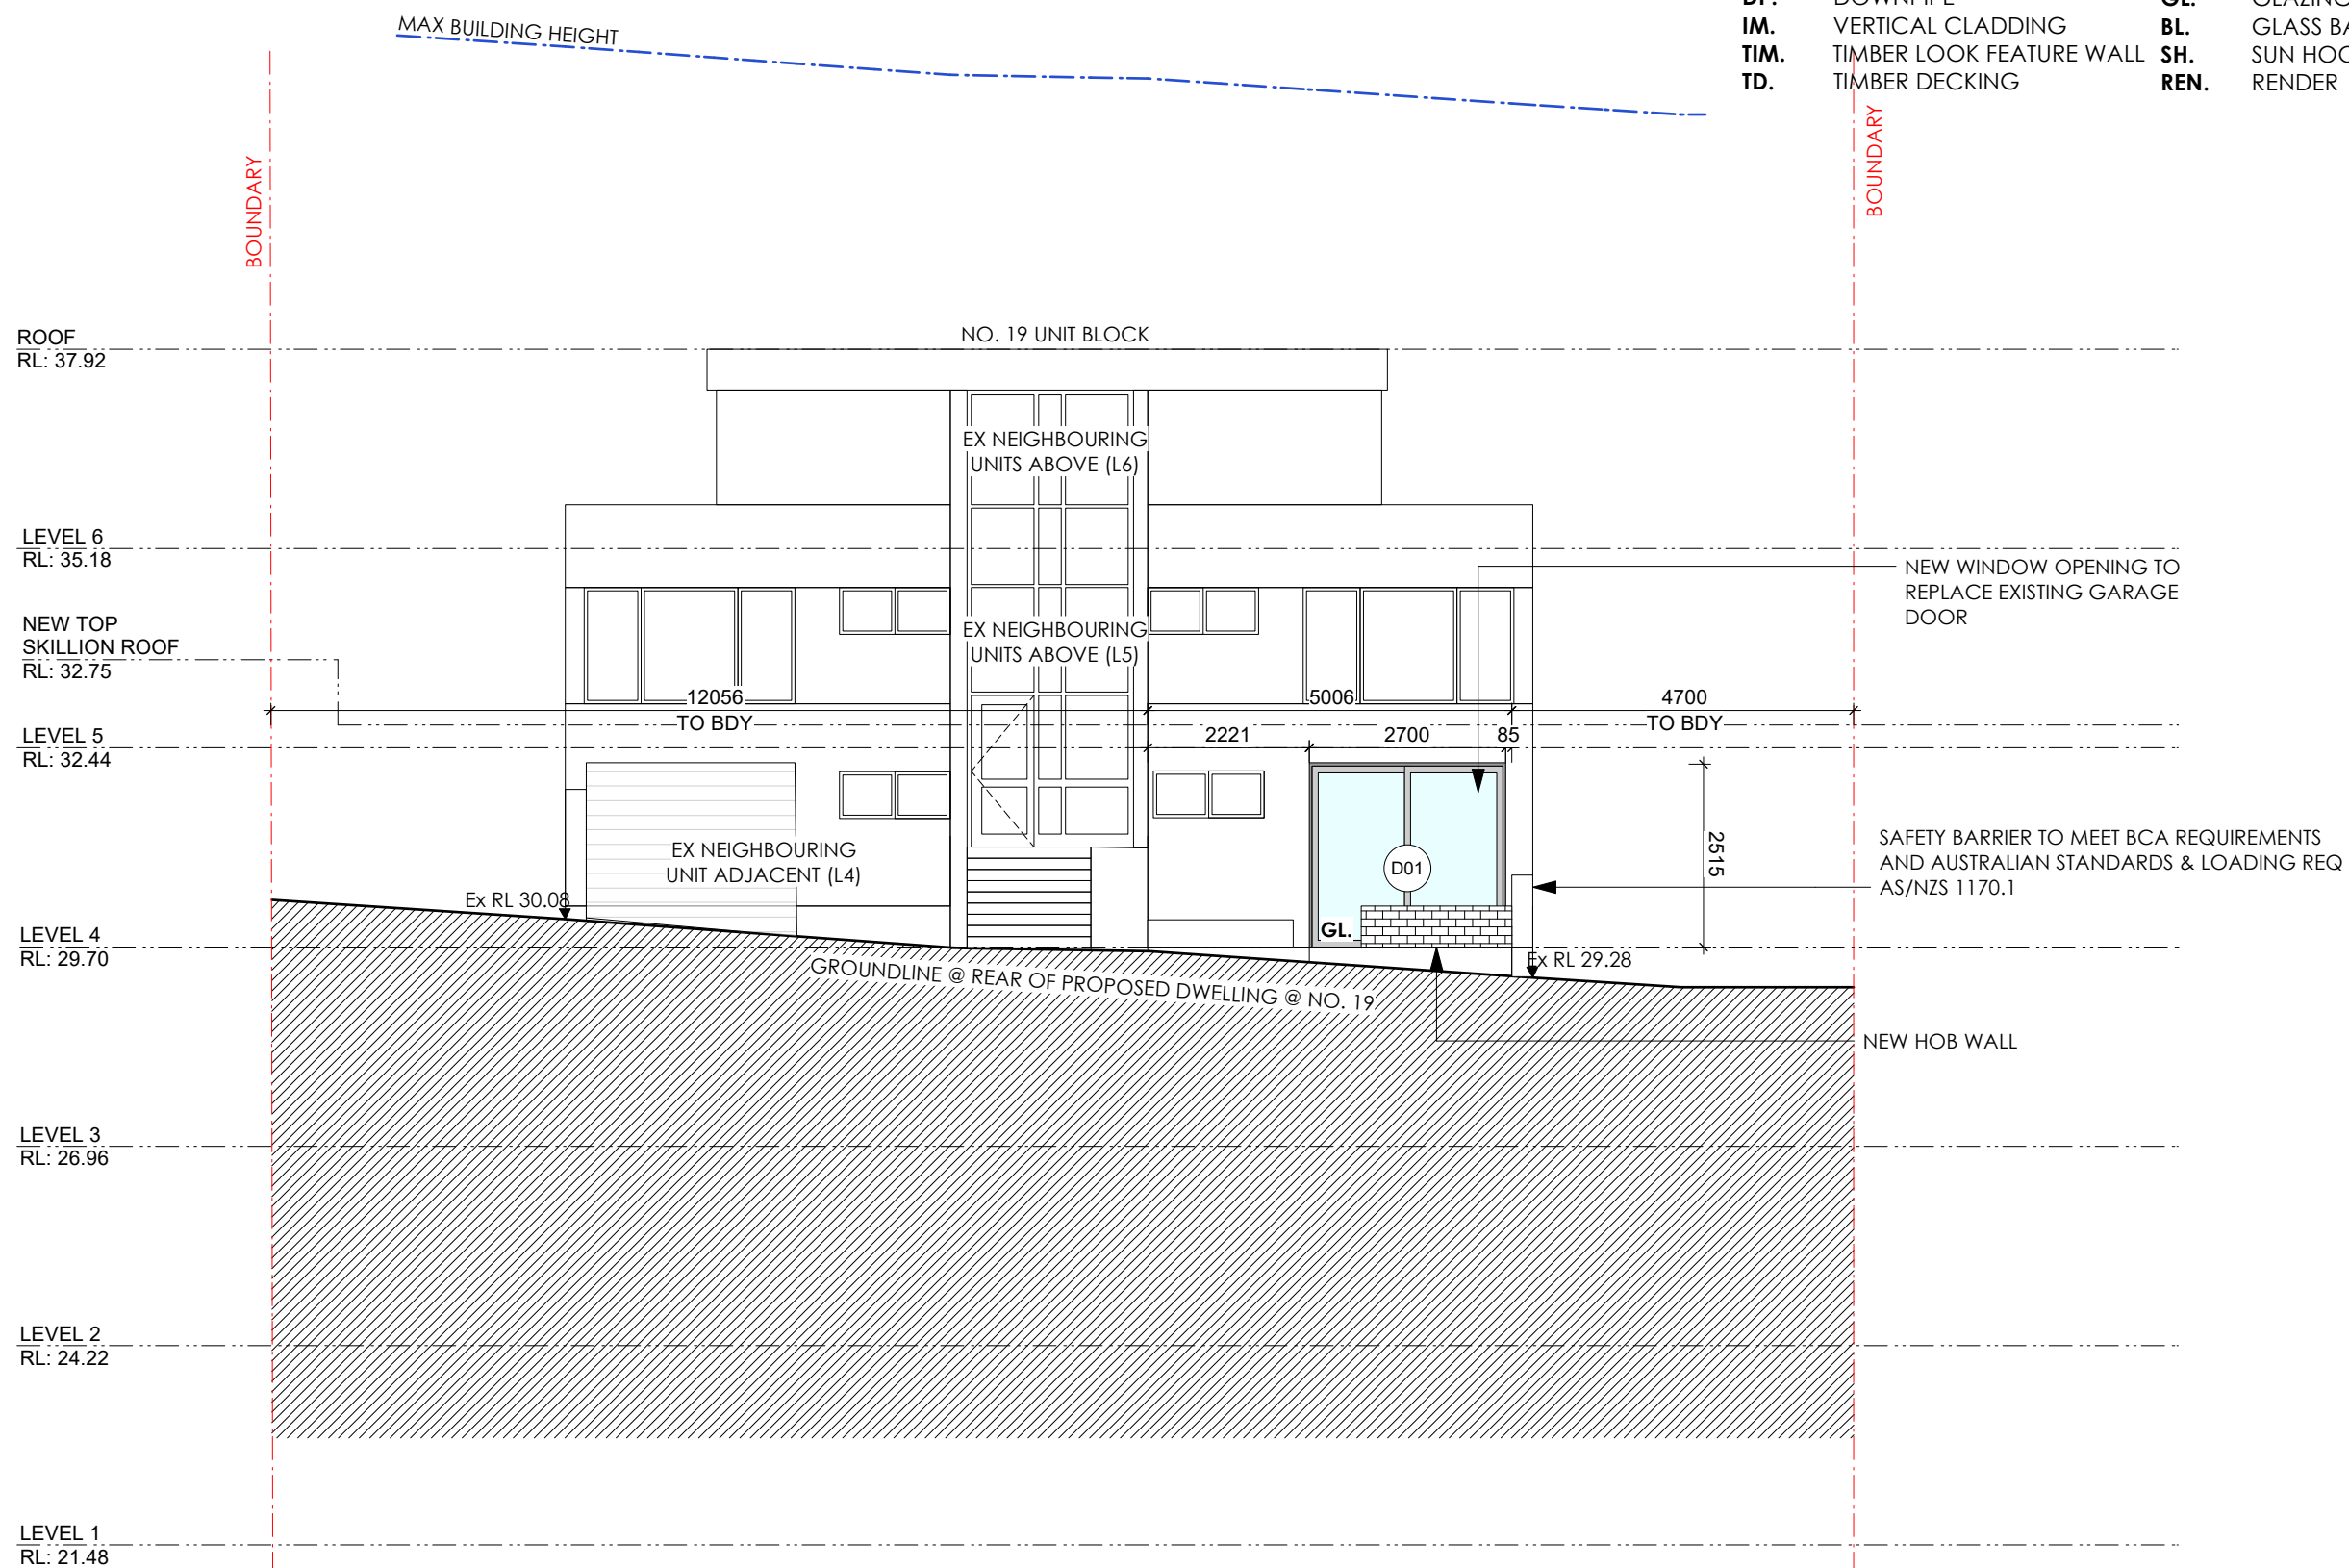 DOWNPIPE
IM. VERTICAL CLADDING BL.
TIM. TIMBER LOOK FEATURE WALL SH. SUN
TD. TIMBER DECKING REN. RENDER
MAX BUILDING HEIGHT
BOUNDARY
BOUNDARY
ROOF
RL: 37.92
NO. 19 UNIT BLOCK
EX NEIGHBOURING
UNITS ABOVE (L6)
LEVEL 6
RL: 35.18
NEW WINDOW OPENING TO
REPLACE EXISTING GARAGE
DOOR
NEW TOP
SKILLION ROOF
RL: 32.75
EX NEIGHBOURING
UNITS ABOVE (L5)
12056
TO BDY
5006
4700
TO BDY
LEVEL 5
RL: 32.44
2221
2700
85
2515
EX NEIGHBOURING
UNIT ADJACENT (L4)
D01
SAFETY BARRIER TO MEET BCA REQUIREMENTS
AND AUSTRALIAN STANDARDS & LOADING REQ
AS/NZS 1170.1
Ex RL 30.08
GL.
LEVEL 4
RL: 29.70
Ex RL 29.28
GROUNDLINE @ REAR OF PROPOSED DWELLING @ NO. 19
NEW HOB WALL
LEVEL 3
RL: 26.96
LEVEL 2
RL: 24.22
LEVEL 1
RL: 21.48